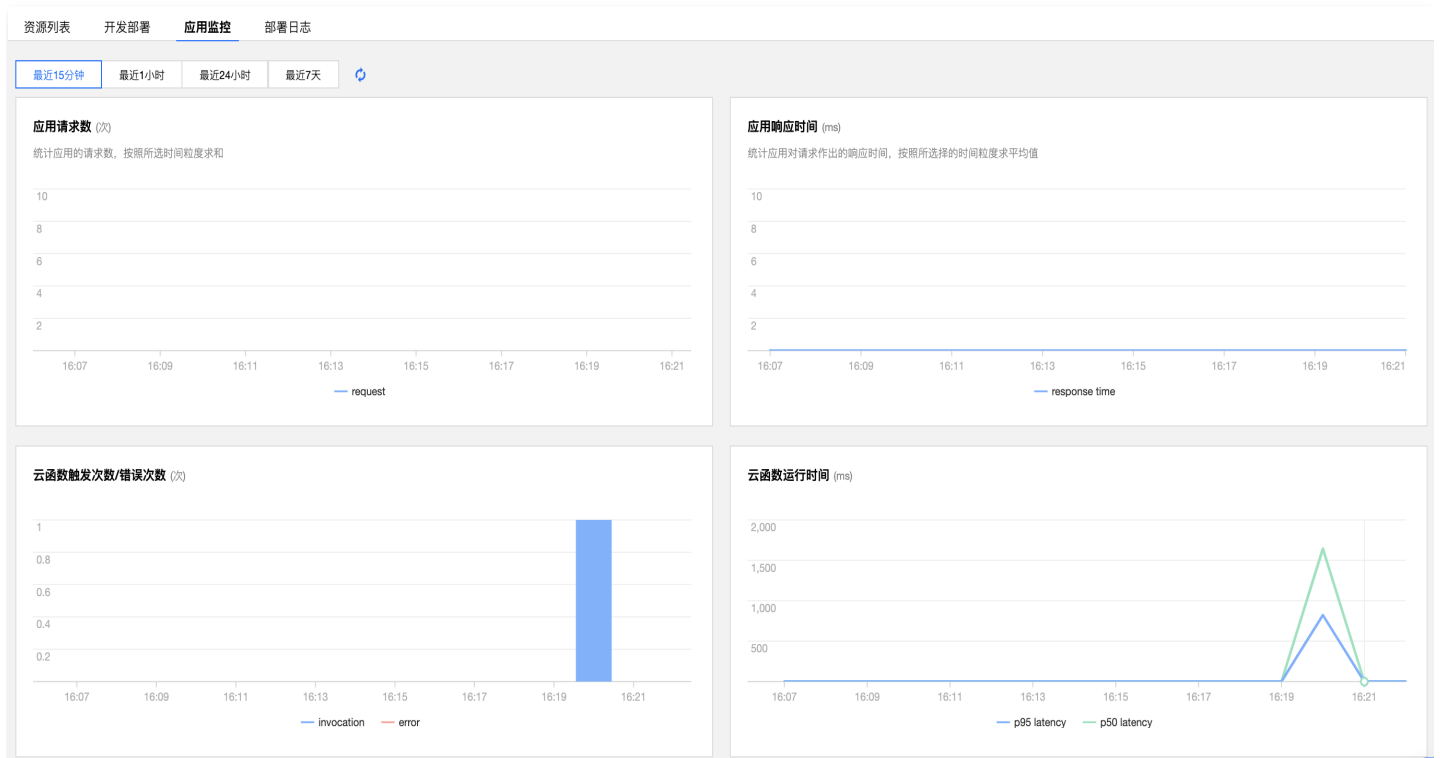 资源列表 开发部署 应用监控 部署日志
最近15分钟 最近1小时 最近24小时 最近7天
应用请求数 (次)
统计应用的请求数，按照所选时间粒度求和
10
8
6
4
2
16:07 16:09 16:11 16:13 16:15 16:17 16:19 16:21
request
应用响应时间 (ms)
统计应用对请求作出的响应时间，按照所选择的时间粒度求平均值
10
8
6
4
2
16:07 16:09 16:11 16:13 16:15 16:17 16:19 16:21
response time
云函数触发次数/错误次数 (次)
1
0.8
0.6
0.4
0.2
16:07 16:09 16:11 16:13 16:15 16:17 16:19 16:21
invocation error
云函数运行时间 (ms)
2,000
1,500
1,000
500
16:07 16:09 16:11 16:13 16:15 16:17 16:19 16:21
p95 latency p50 latency